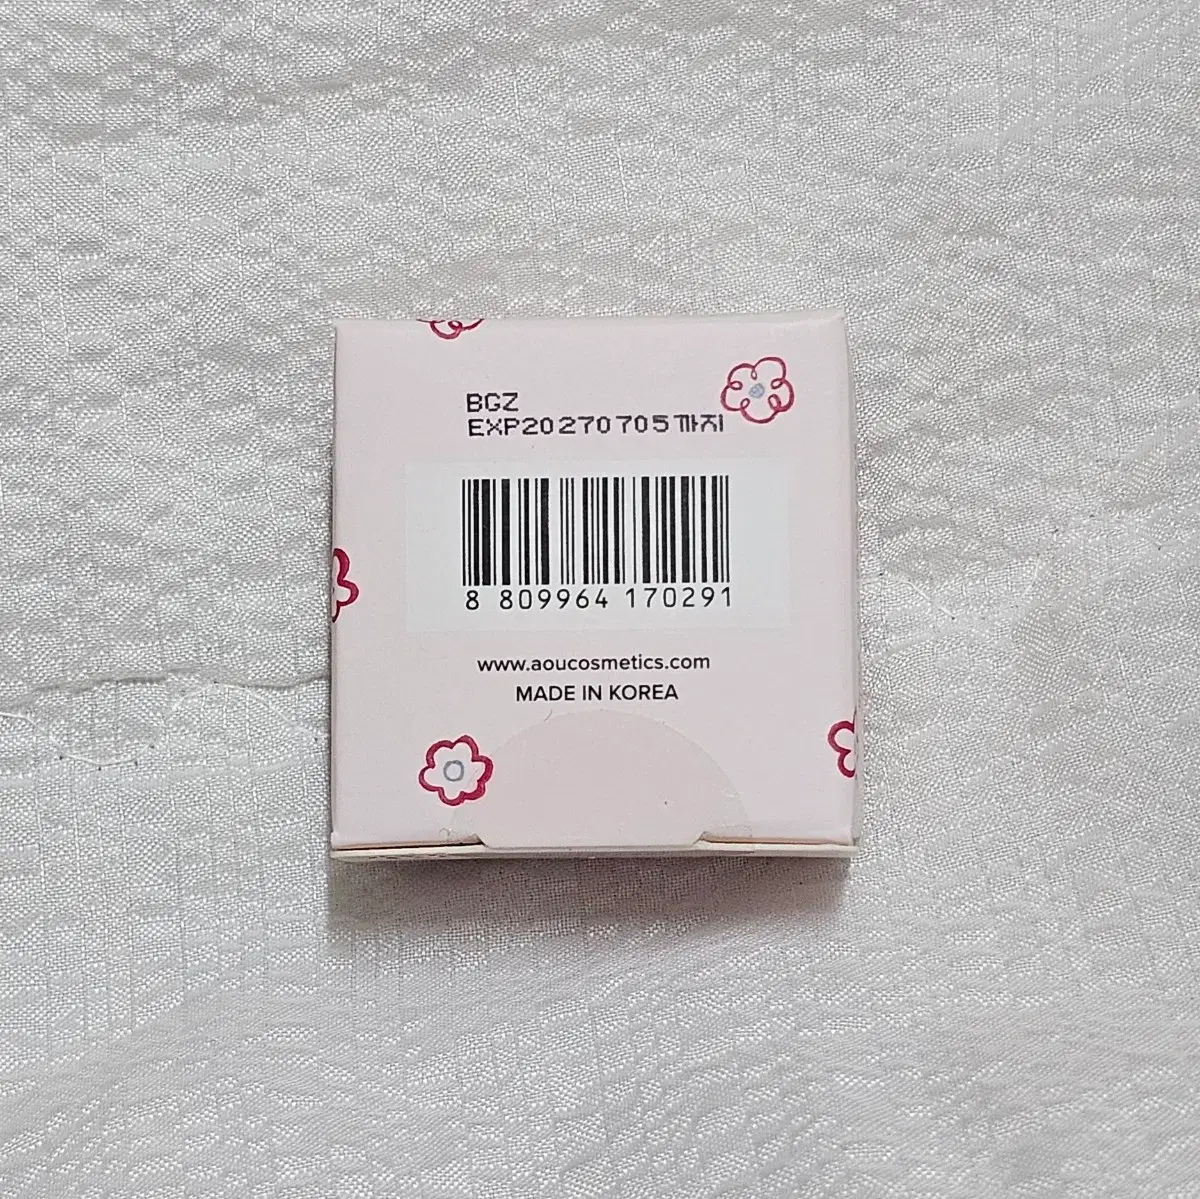 BGZ
EXP20270705까지
8 809964 170291
www.aoucosmetics.com
MADE IN KOREA